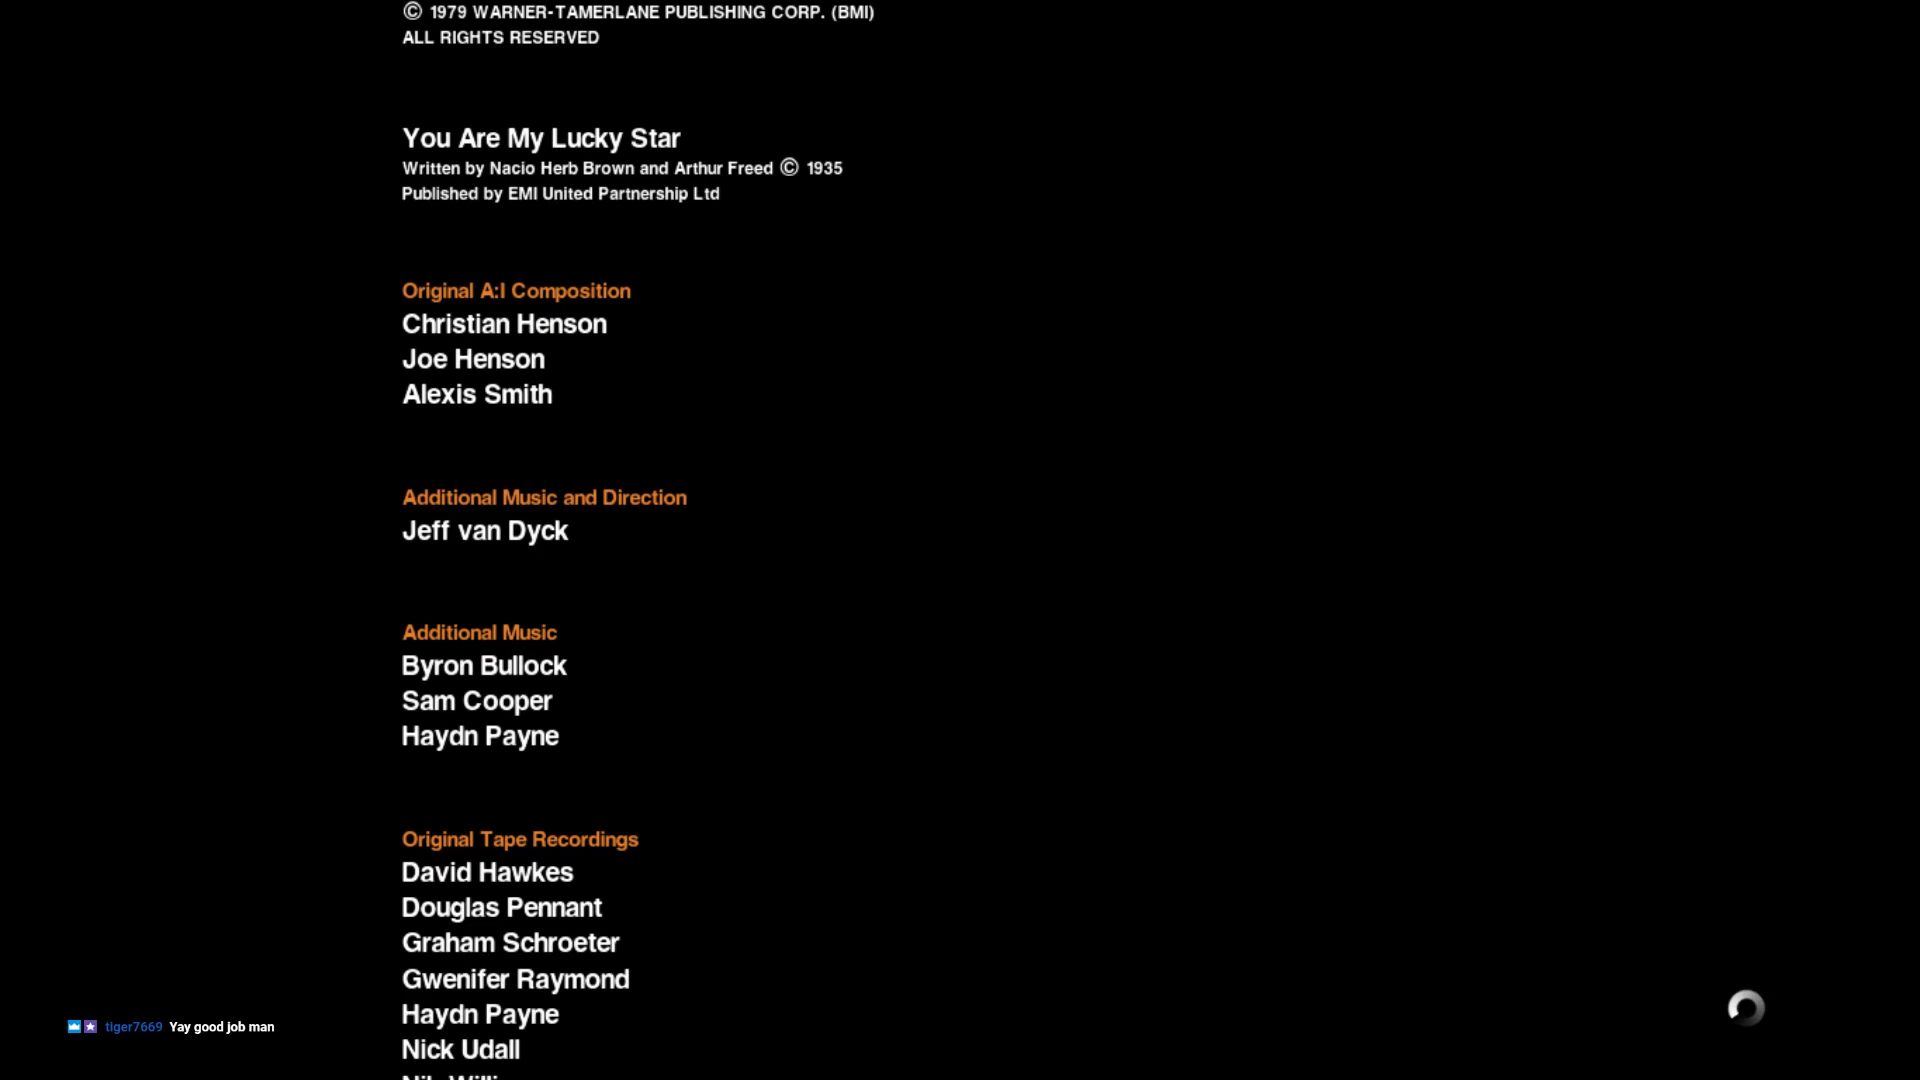 © 1979 WARNER-TAMERLANE PUBLISHING CORP. (BMI)
ALL RIGHTS RESERVED
You Are My Lucky Star
Written by Nacio Herb Brown and Arthur Freed © 1935
Published by EMI United Partnership Ltd
Original A:I Composition
Christian Henson
Joe Henson
Alexis Smith
Additional Music and Direction
Jeff van Dyck
Additional Music
Byron Bullock
Sam Cooper
Haydn Payne
Original Tape Recordings
David Hawkes
Douglas Pennant
Graham Schroeter
Gwenifer Raymond
Haydn Payne
tiger7669 Yay good job man
Nick Udall